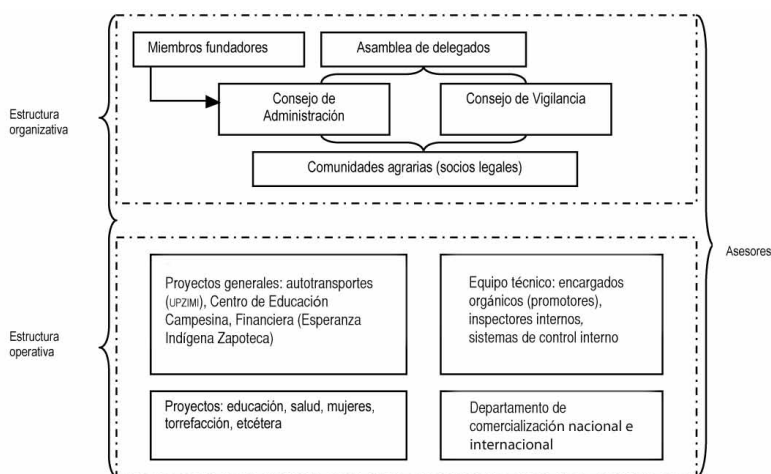 Miembros fundadores
Asamblea de delegados
Consejo de
Administración
Consejo de Vigilancia
Comunidades agrarias (socios legales)
Estructura
organizativa
Asesores
Proyectos generales: autotransportes
(UPZIMI), Centro de Educación
Campesina, Financiera (Esperanza
Indígena Zapoteca)
Equipo técnico: encargados
orgánicos (promotores),
inspectores internos,
sistemas de control interno
Estructura
operativa
Proyectos: educación, salud, mujeres,
torrefacción, etcétera
Departamento de
comercialización nacional e
internacional